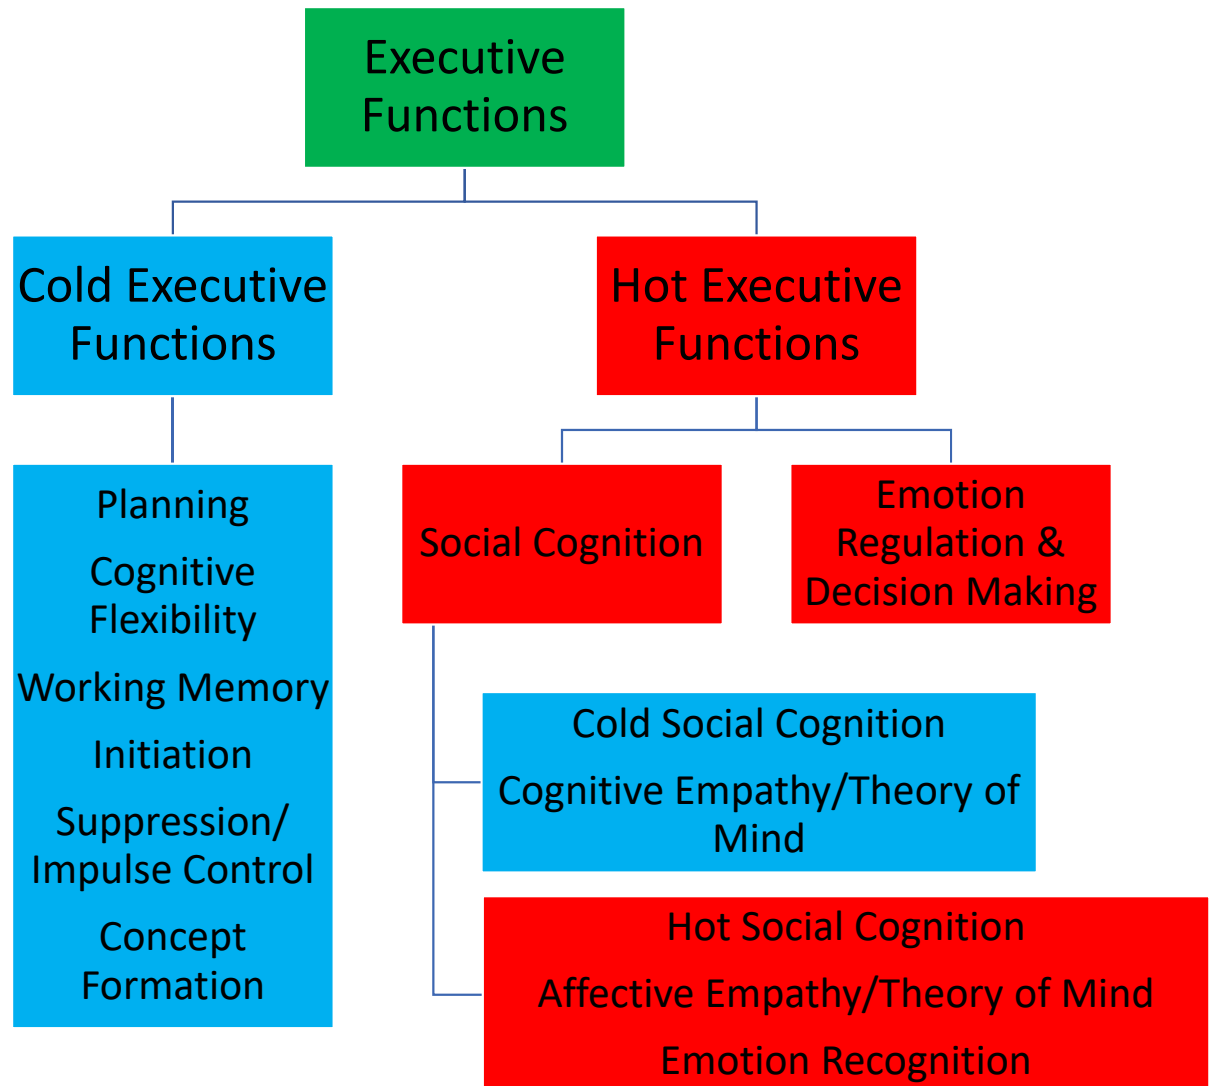 Executive
Functions
Cold Executive
Functions
Hot Executive
Functions
Planning
Cognitive
Flexibility
Working Memory
Initiation
Suppression/
Impulse Control
Concept
Formation
Social Cognition
Emotion
Regulation &
Decision Making
Cold Social Cognition
Cognitive Empathy/Theory of
Mind
Hot Social Cognition
Affective Empathy/Theory of Mind
Emotion Recognition